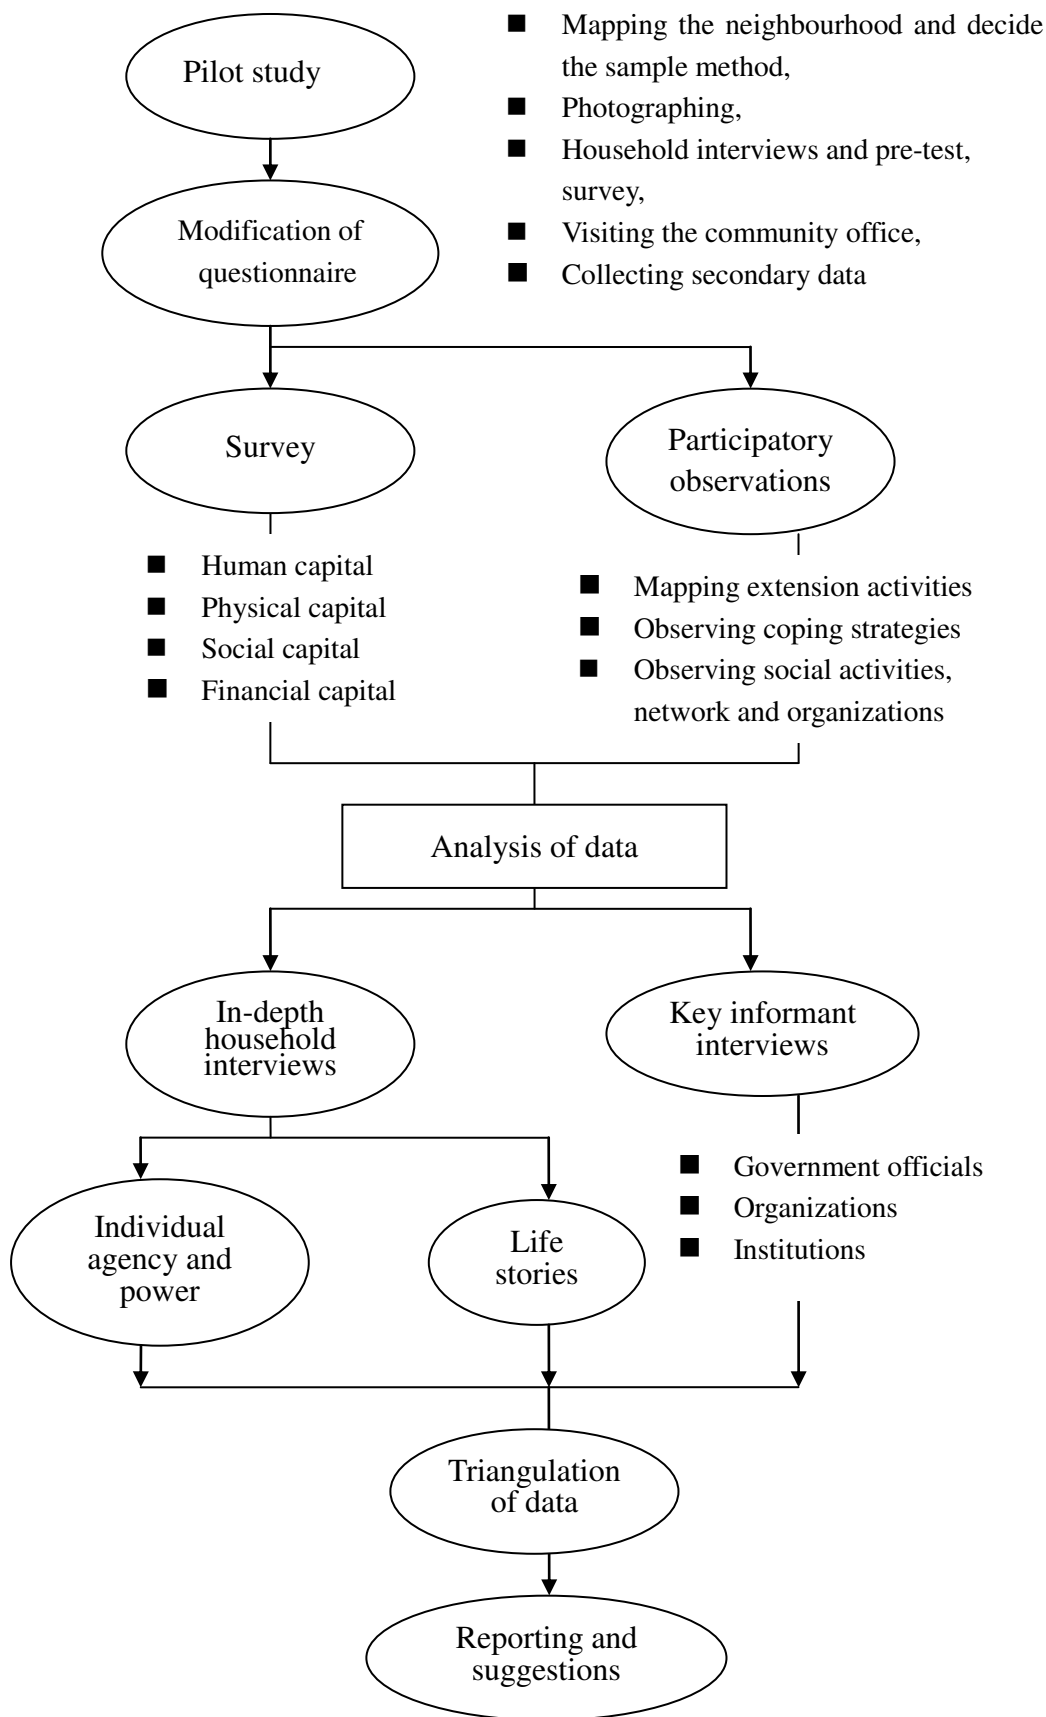 Pilot study
■ Mapping the neighbourhood and decide
the sample method,
■ Photographing,
■ Household interviews and pre-test,
survey,
■ Visiting the community office,
■ Collecting secondary data
Modification of
questionnaire
Survey
Participatory
observations
■ Human capital
■ Physical capital
■ Social capital
■ Financial capital
■ Mapping extension activities
■ Observing coping strategies
■ Observing social activities,
network and organizations
Analysis of data
In-depth
household
interviews
Key informant
interviews
Individual
agency and
power
Life
stories
■ Government officials
■ Organizations
■ Institutions
Triangulation
of data
Reporting and
suggestions